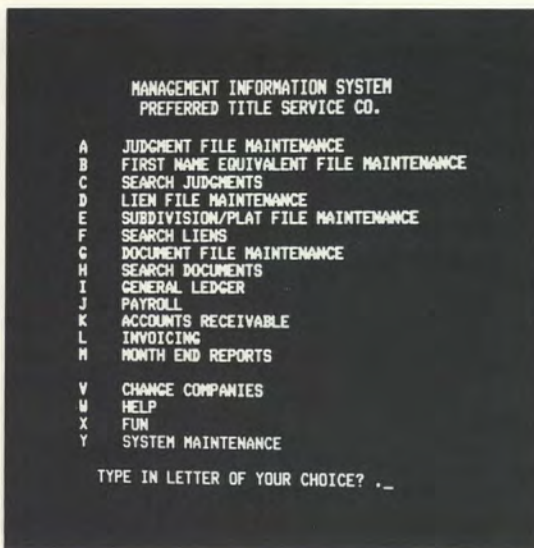 MANAGEMENT INFORMATION SYSTEM
PREFERRED TITLE SERVICE CO.
A JUDGMENT FILE MAINTENANCE
B FIRST NAME EQUIVALENT FILE MAINTENANCE
C SEARCH JUDGMENTS
D LIEN FILE MAINTENANCE
E SUBDIVISION/PLAT FILE MAINTENANCE
F SEARCH LIENS
G DOCUMENT FILE MAINTENANCE
H SEARCH DOCUMENTS
I GENERAL LEDGER
J PAYROLL
K ACCOUNTS RECEIVABLE
L INVOICING
M MONTH END REPORTS
V CHANGE COMPANIES
W HELP
X FUN
Y SYSTEM MAINTENANCE
TYPE IN LETTER OF YOUR CHOICE? ._